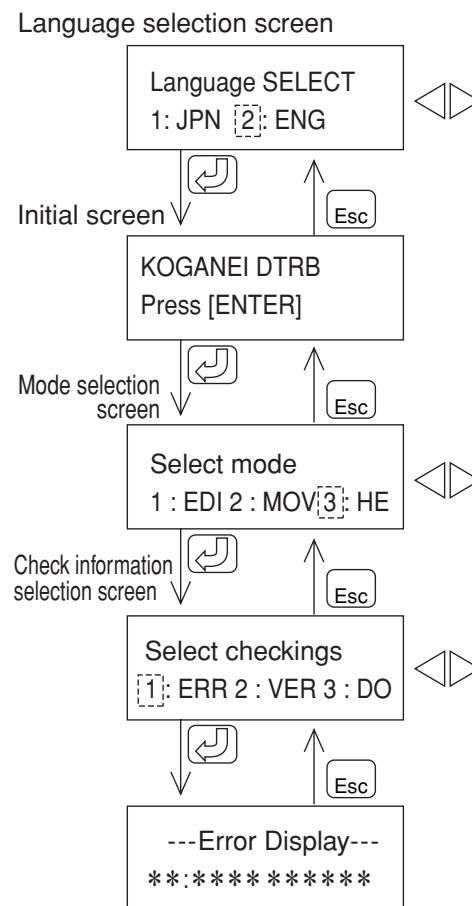 Language selection screen
Language SELECT
1: JPN 2: ENG
Esc
Initial screen
KOGANEI DTRB
Press [ENTER]
Mode selection
screen
Esc
Select mode
1 : EDI 2 : MOV 3 : HE
Check information
selection screen
Esc
Select checkings
1 : ERR 2 : VER 3 : DO
Esc
---Error Display---
**:**** ******